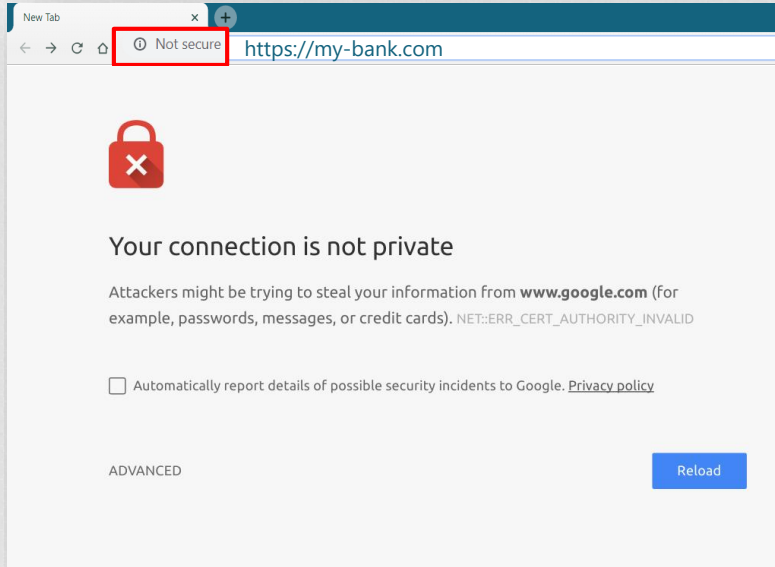 New Tab
Not secure https://my-bank.com
Your connection is not private
Attackers might be trying to steal your information from www.google.com (for
example, passwords, messages, or credit cards). NET::ERR_CERT_AUTHORITY_INVALID
Automatically report details of possible security incidents to Google. Privacy policy
ADVANCED
Reload